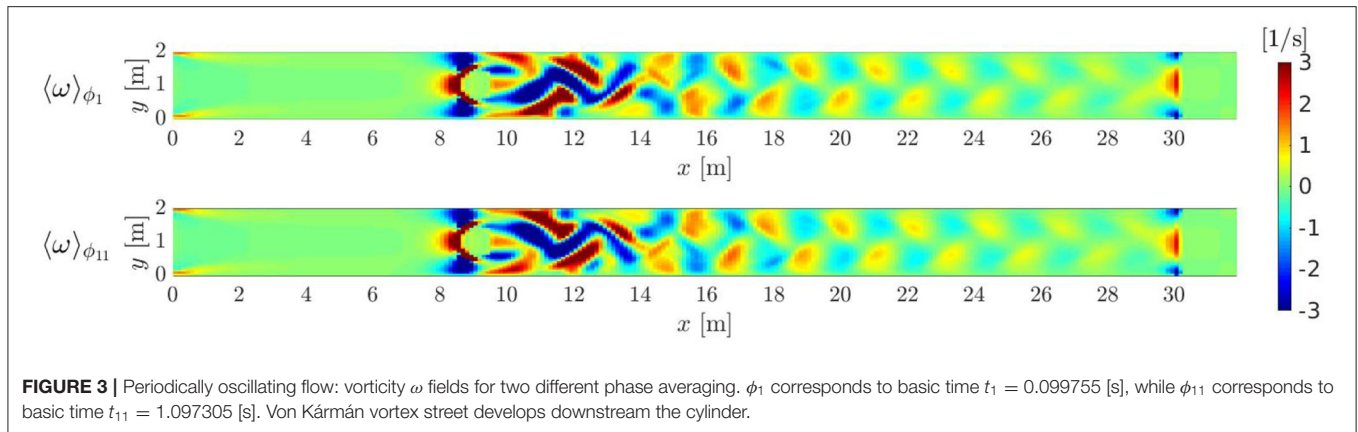 [1/s]
⟨ω⟩ϕ1
y [m]
2
1
0
0 2 4 6 8 10 12 14 16 18 20 22 24 26 28 30
x [m]
3
2
1
0
-1
-2
-3
⟨ω⟩ϕ11
y [m]
2
1
0
0 2 4 6 8 10 12 14 16 18 20 22 24 26 28 30
x [m]
FIGURE 3 | Periodically oscillating flow: vorticity ω fields for two different phase averaging. ϕ1 corresponds to basic time t1 = 0.099755 [s], while ϕ11 corresponds to
basic time t11 = 1.097305 [s]. Von Kármán vortex street develops downstream the cylinder.